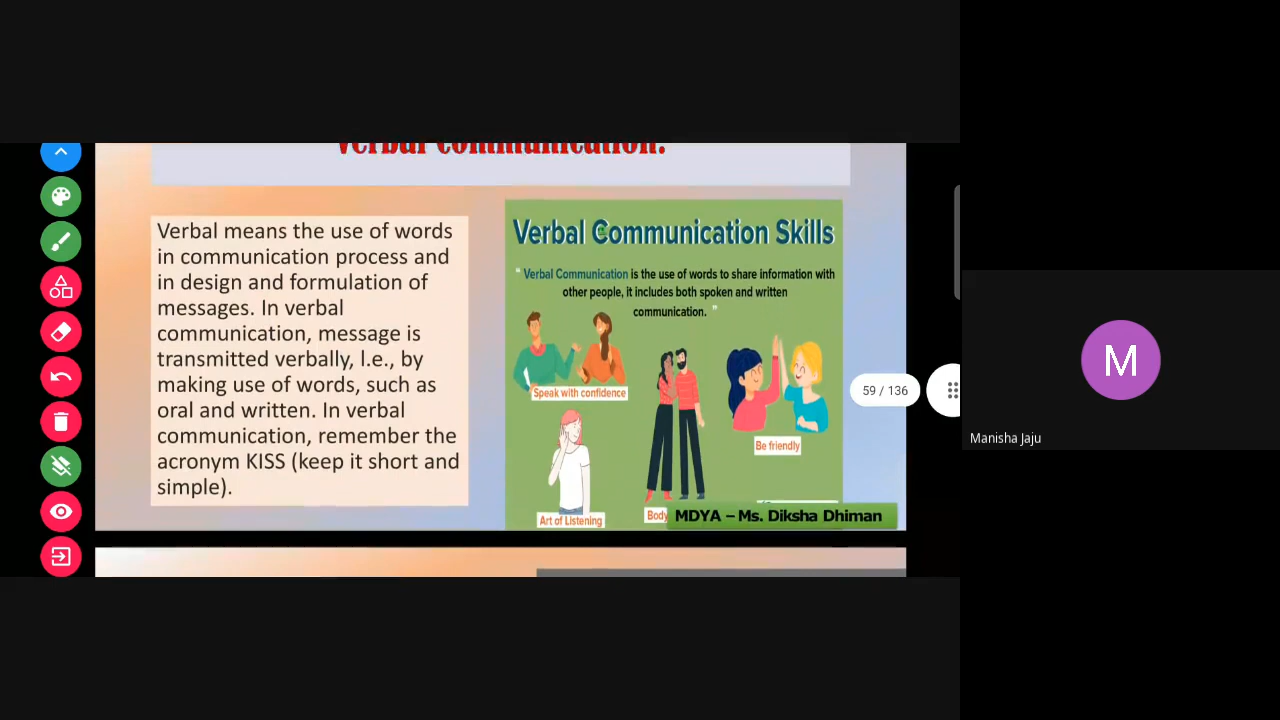 Verbal communication.
Verbal means the use of words
in communication process and
in design and formulation of
messages. In verbal
communication, message is
transmitted verbally, l.e., by
making use of words, such as
oral and written. In verbal
communication, remember the
acronym KISS (keep it short and
simple).
Verbal Communication Skills
" Verbal Communication is the use of words to share information with
other people, it includes both spoken and written
communication. "
Speak with confidence
Be friendly
Art of Listening
Body
MDYA – Ms. Diksha Dhiman
59 / 136
M
Manisha Jaju